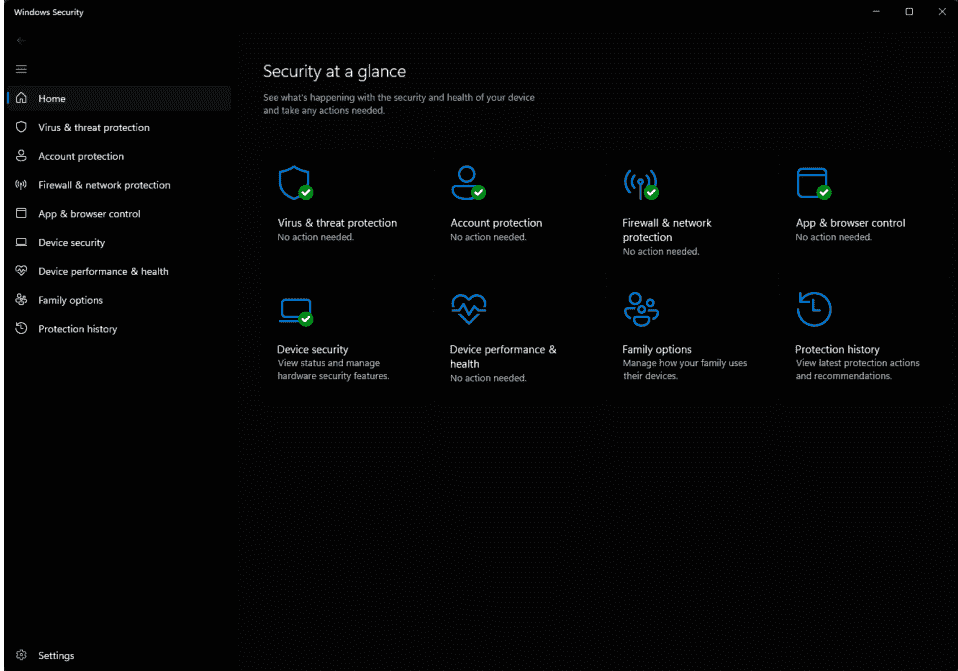 Windows Security
Home
Virus & threat protection
Account protection
Firewall & network protection
App & browser control
Device security
Device performance & health
Family options
Protection history
Settings
Security at a glance
See what's happening with the security and health of your device
and take any actions needed.
Virus & threat protection
No action needed.
Account protection
No action needed.
Firewall & network
protection
No action needed.
App & browser control
No action needed.
Device security
View status and manage
hardware security features.
Device performance &
health
No action needed.
Family options
Manage how your family uses
their devices.
Protection history
View latest protection actions
and recommendations.